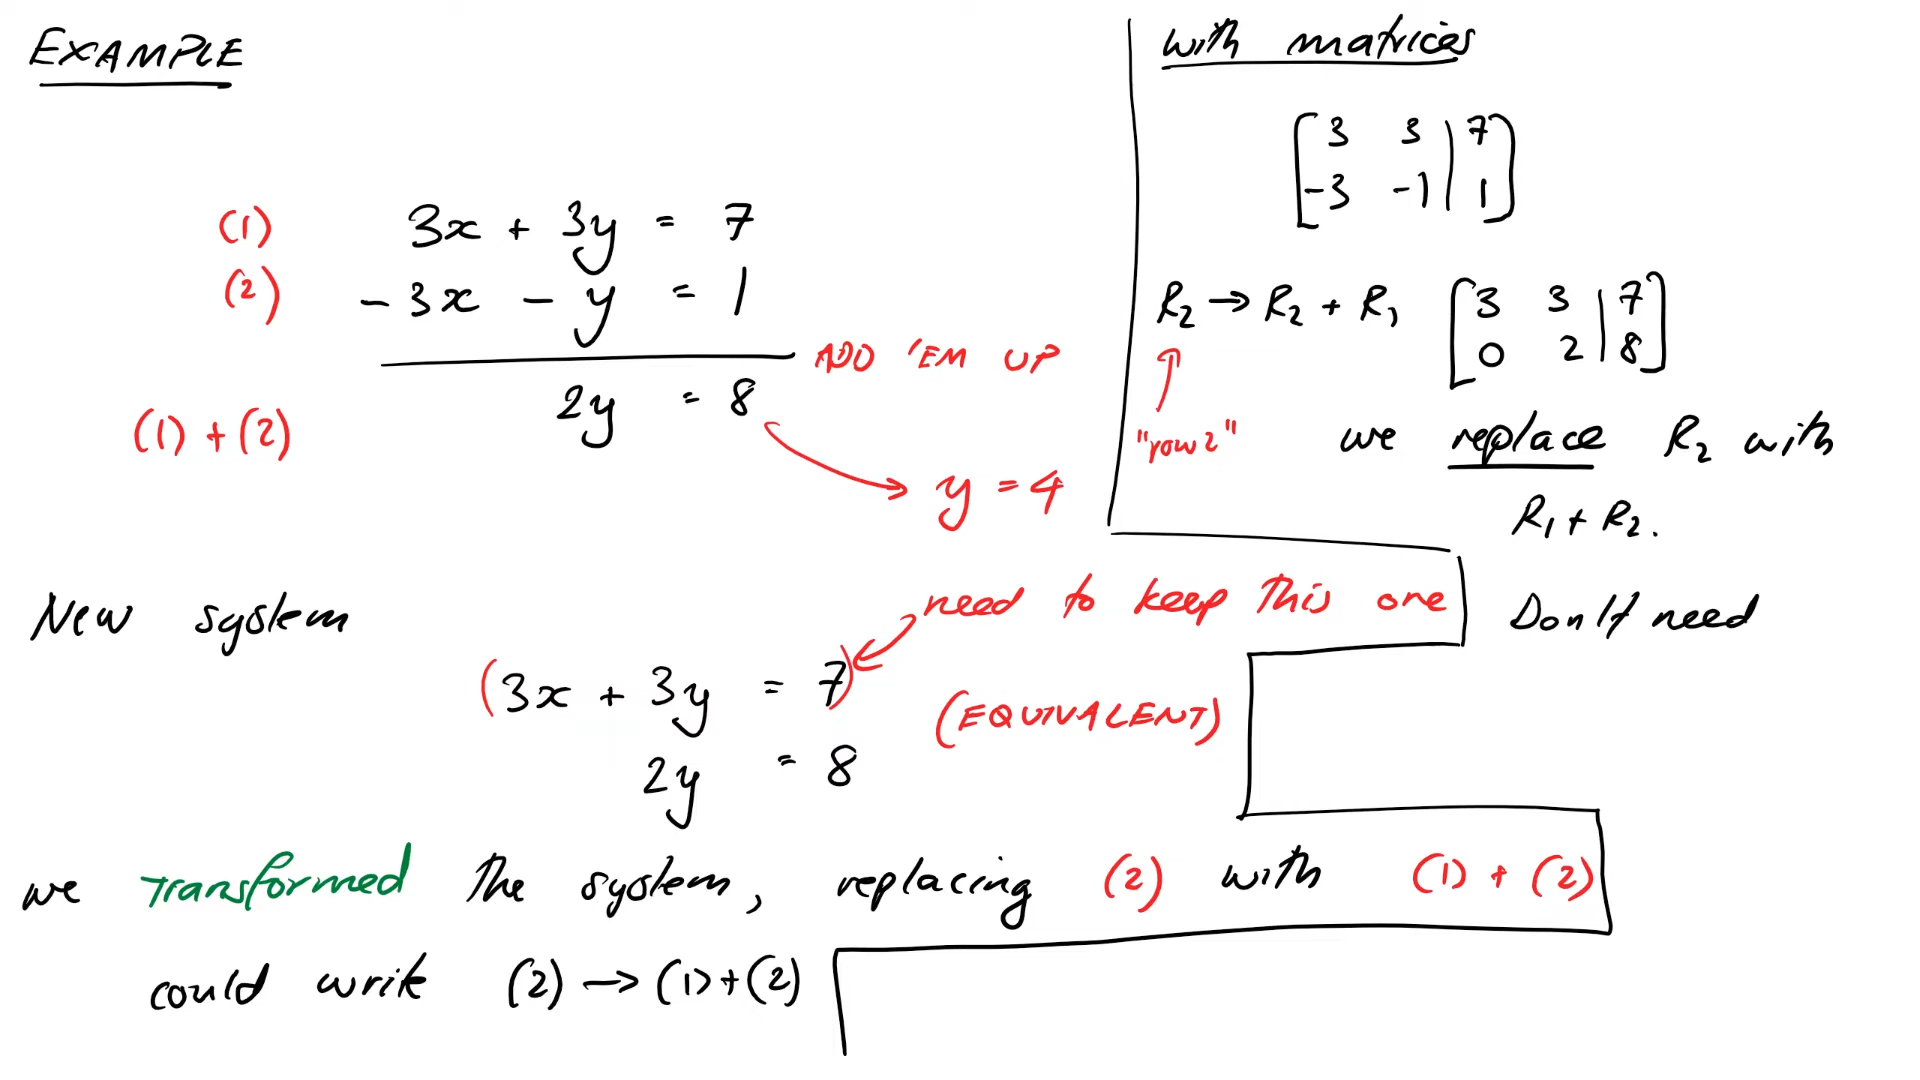 EXAMPLE
(1) 3x + 3y = 7
(2) -3x - y = 1
ADD 'EM UP
(1) + (2) 2y = 8
y = 4
New system
need to keep this one
(3x + 3y = 7)
(EQUIVALENT)
2y = 8
we transformed the system, replacing (2) with (1) + (2)
could write (2) → (1) + (2)
with matrices
[3 3 | 7]
[-3 -1 | 1]
R₂ → R₂ + R₁ [3 3 | 7]
[0 2 | 8]
"row 2"
we replace R₂ with
R₁ + R₂.
Don't need